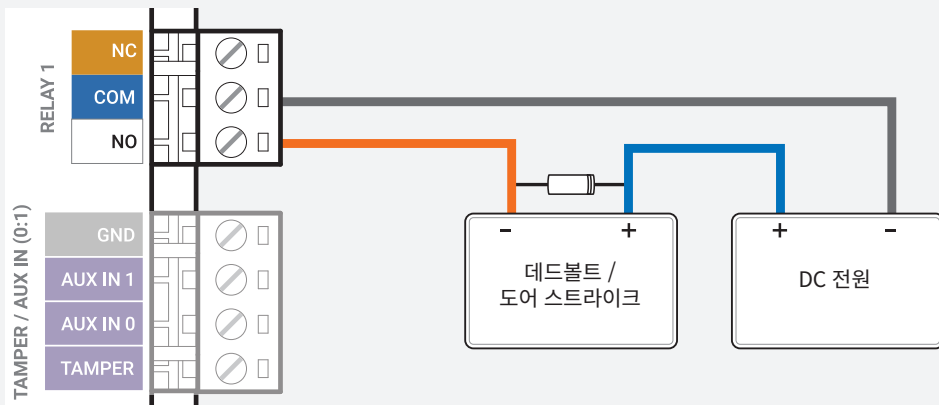 RELAY 1
NC
COM
NO
TAMPER / AUX IN (0:1)
GND
AUX IN 1
AUX IN 0
TAMPER
- +
데드볼트 /
도어 스트라이크
+ -
DC 전원